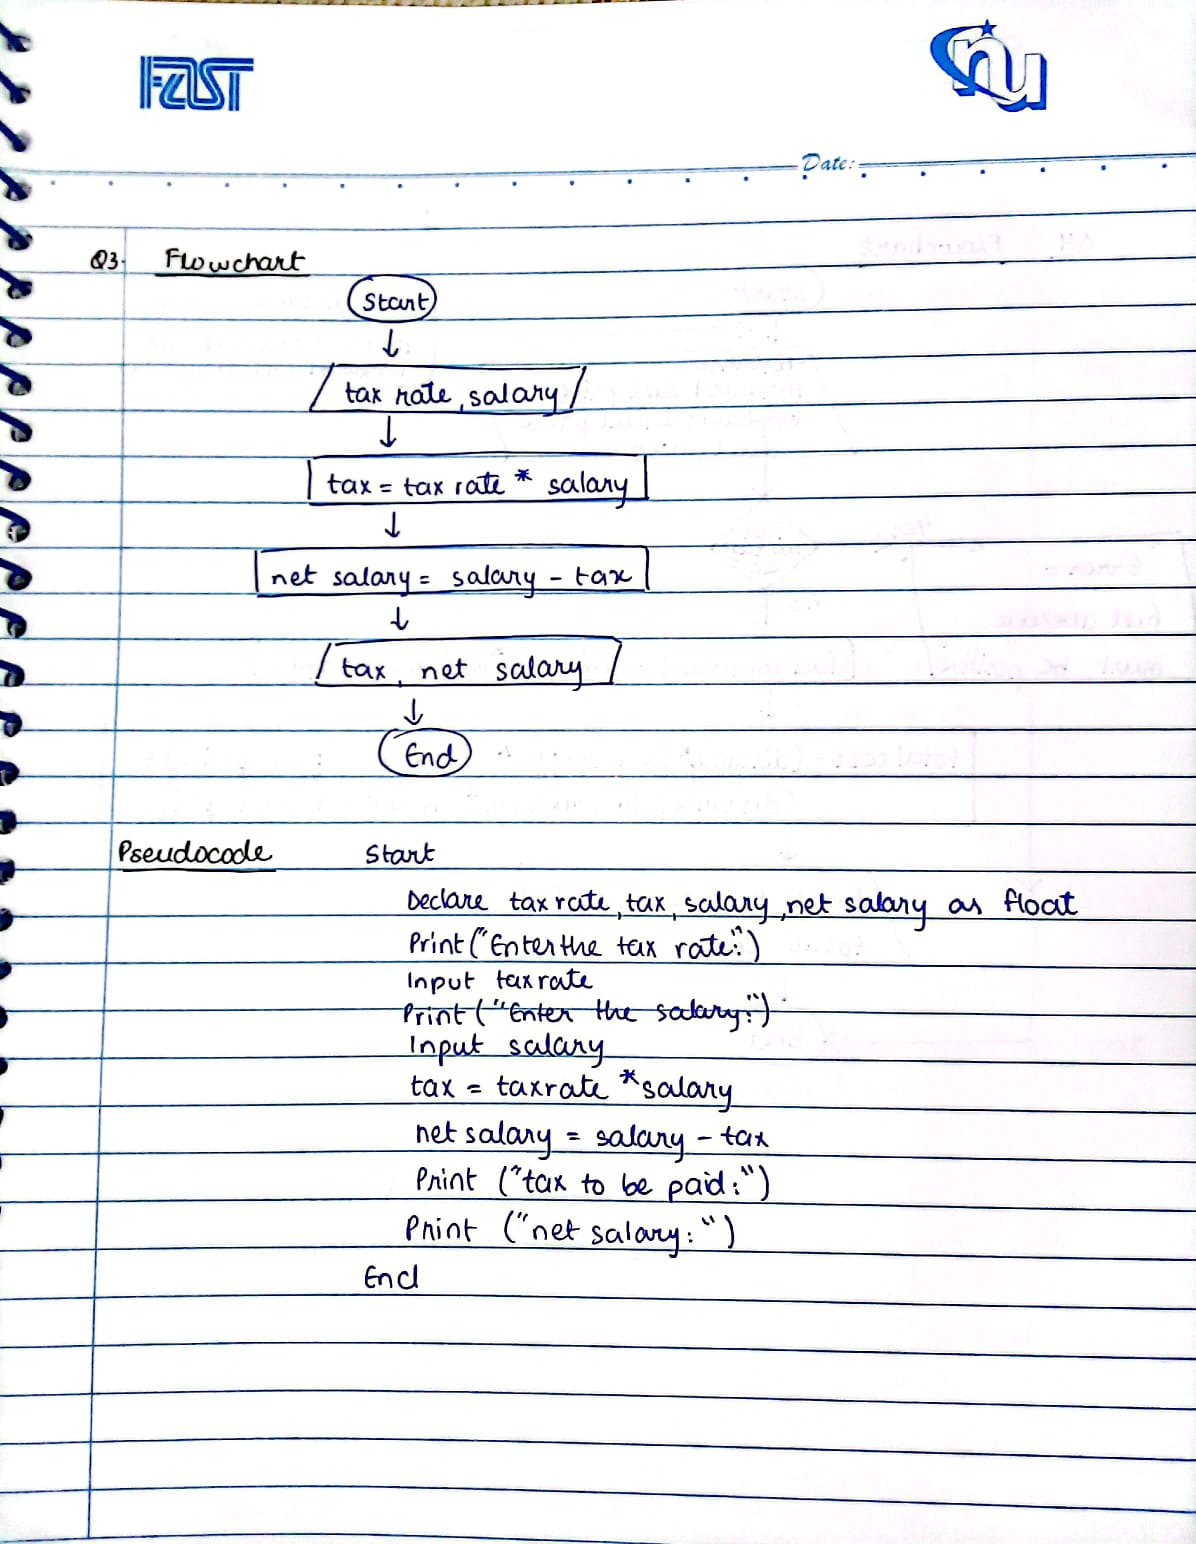 FAST
nu
Date:
Q3- Flowchart
Start
tax rate, salary
tax = tax rate * salary
net salary = salary - tax
tax, net salary
End
Pseudocode Start
Declare tax rate, tax, salary, net salary as float
Print("Enter the tax rate:")
Input taxrate
Print("Enter the salary:")
Input salary
tax = taxrate * salary
net salary = salary - tax
Print ("tax to be paid:")
Print ("net salary:")
End